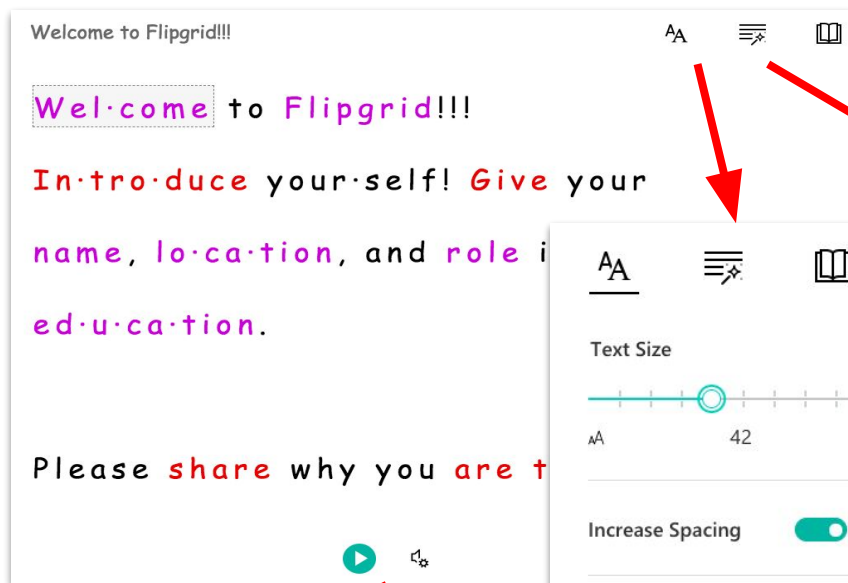 Welcome to Flipgrid!!!
Wel·come to Flipgrid!!!
In·tro·duce your·self! Give your
name, lo·ca·tion, and role
ed·u·ca·tion.
Please share why you are
Text Size
42
Increase Spacing